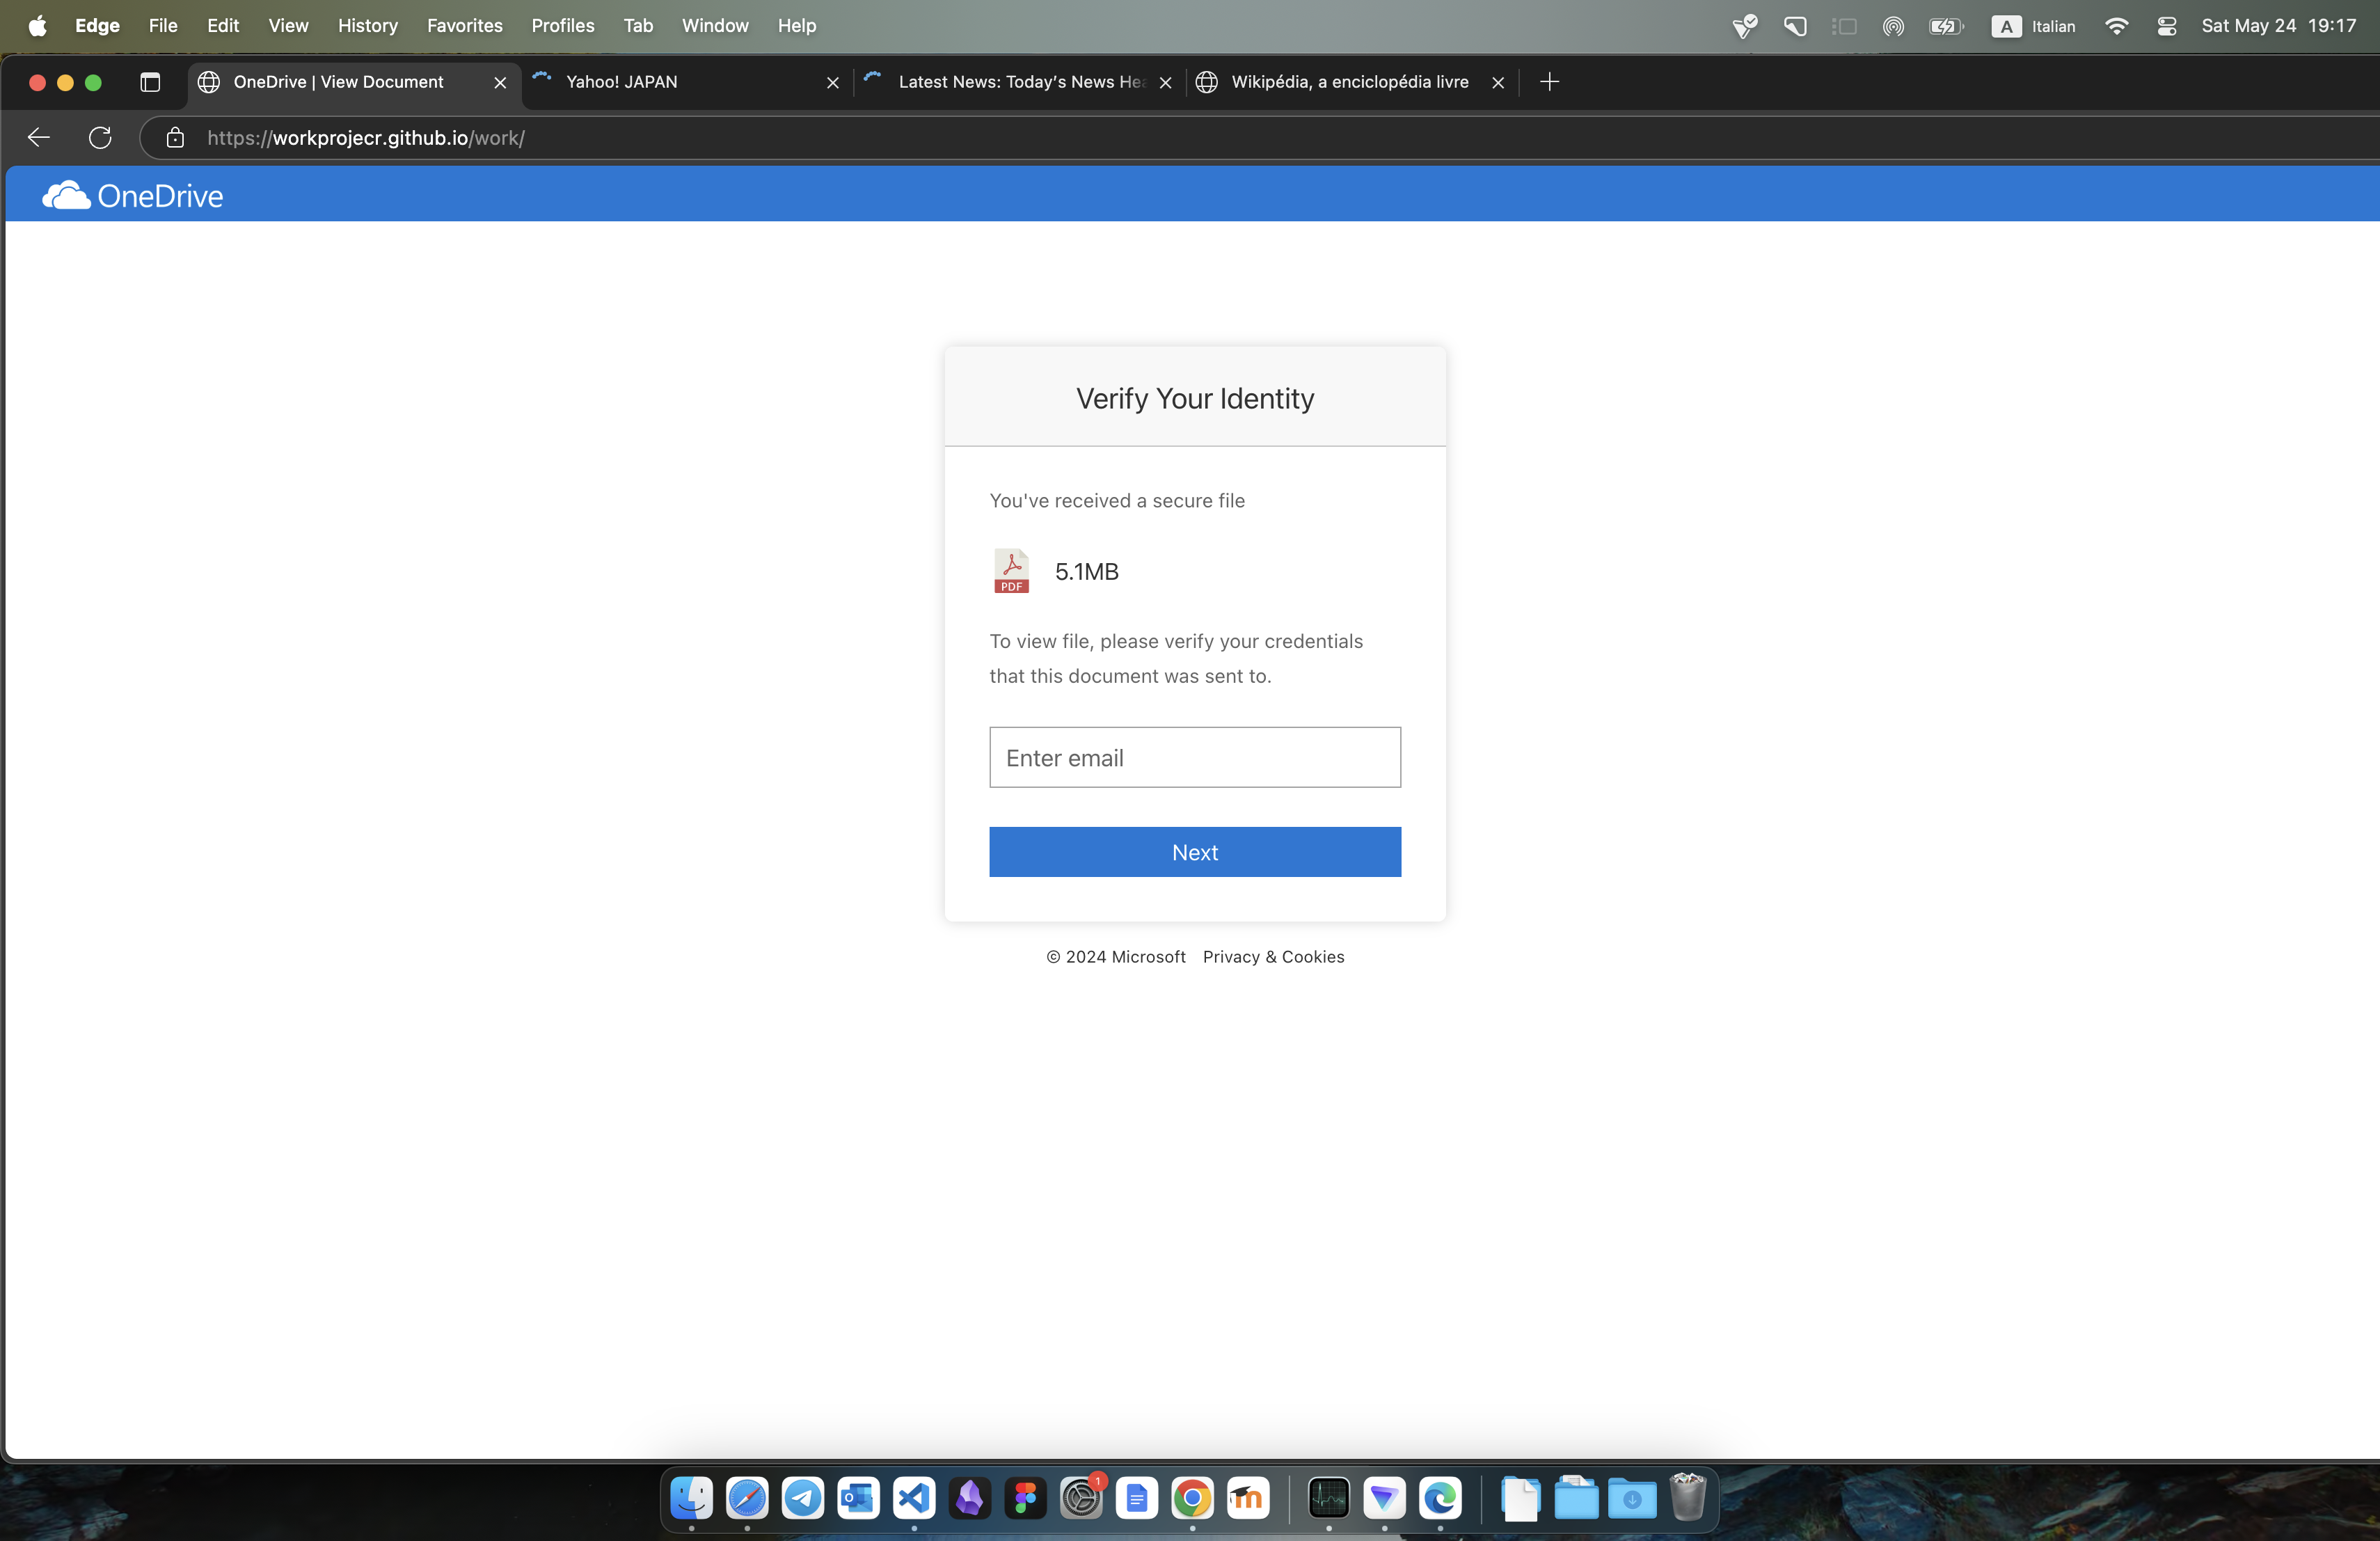 Edge File Edit View History Favorites Profiles Tab Window Help A Italian Sat May 24 19:17
OneDrive | View Document Yahoo! JAPAN Latest News: Today's News Hea Wikipédia, a enciclopédia livre
https://workprojecr.github.io/work/
OneDrive
Verify Your Identity
You've received a secure file
PDF 5.1MB
To view file, please verify your credentials
that this document was sent to.
Enter email
Next
© 2024 Microsoft Privacy & Cookies
1